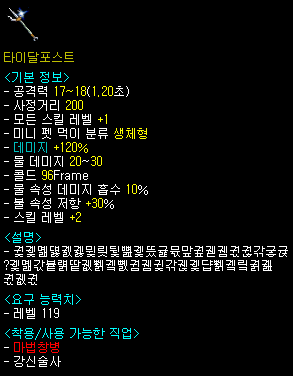 타이달포스트
<기본 정보>
- 공격력 17~18(1,20초)
- 사정거리 200
- 모든 스킬 레벨 +1
- 미니 펫 먹이 분류 생체형
- 데미지 +120%
- 물 데미지 20~30
- 콜드 96Frame
- 물 속성 데미지 흡수 10%
- 불 속성 저항 +30%
- 스킬 레벨 +2
<설명>
<요구 능력치>
- 레벨 119
<착용/사용 가능한 직업>
- 마법창병
- 강신술사